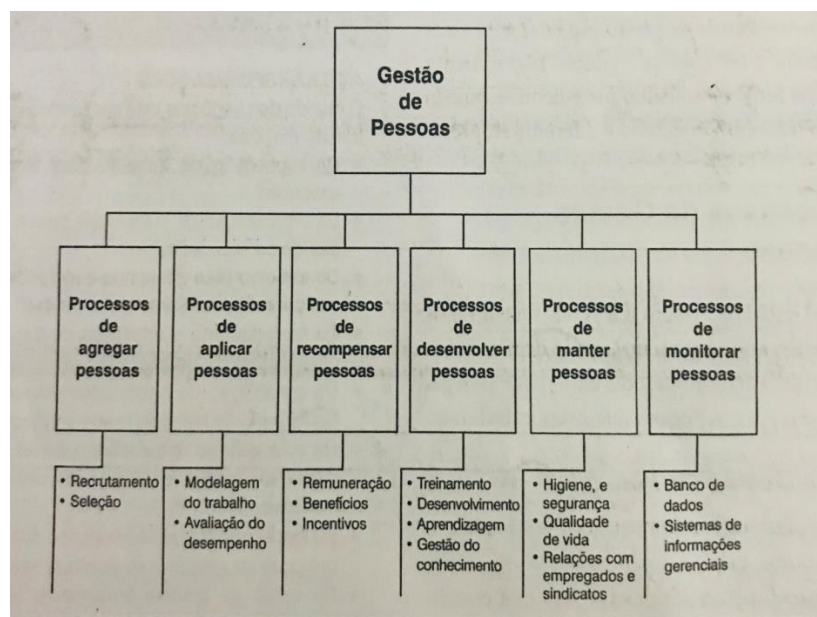 Gestão
de
Pessoas
Processos
de
agregar
pessoas
Processos
de
aplicar
pessoas
Processos
de
recompensar
pessoas
Processos
de
desenvolver
pessoas
Processos
de
manter
pessoas
Processos
de
monitorar
pessoas
• Recrutamento
• Seleção
• Modelagem
do trabalho
• Avaliação do
desempenho
• Remuneração
• Benefícios
• Incentivos
• Treinamento
• Desenvolvimento
• Aprendizagem
• Gestão do
conhecimento
• Higiene, e
segurança
• Qualidade
de vida
• Relações com
empregados e
sindicatos
• Banco de
dados
• Sistemas de
informações
gerenciais